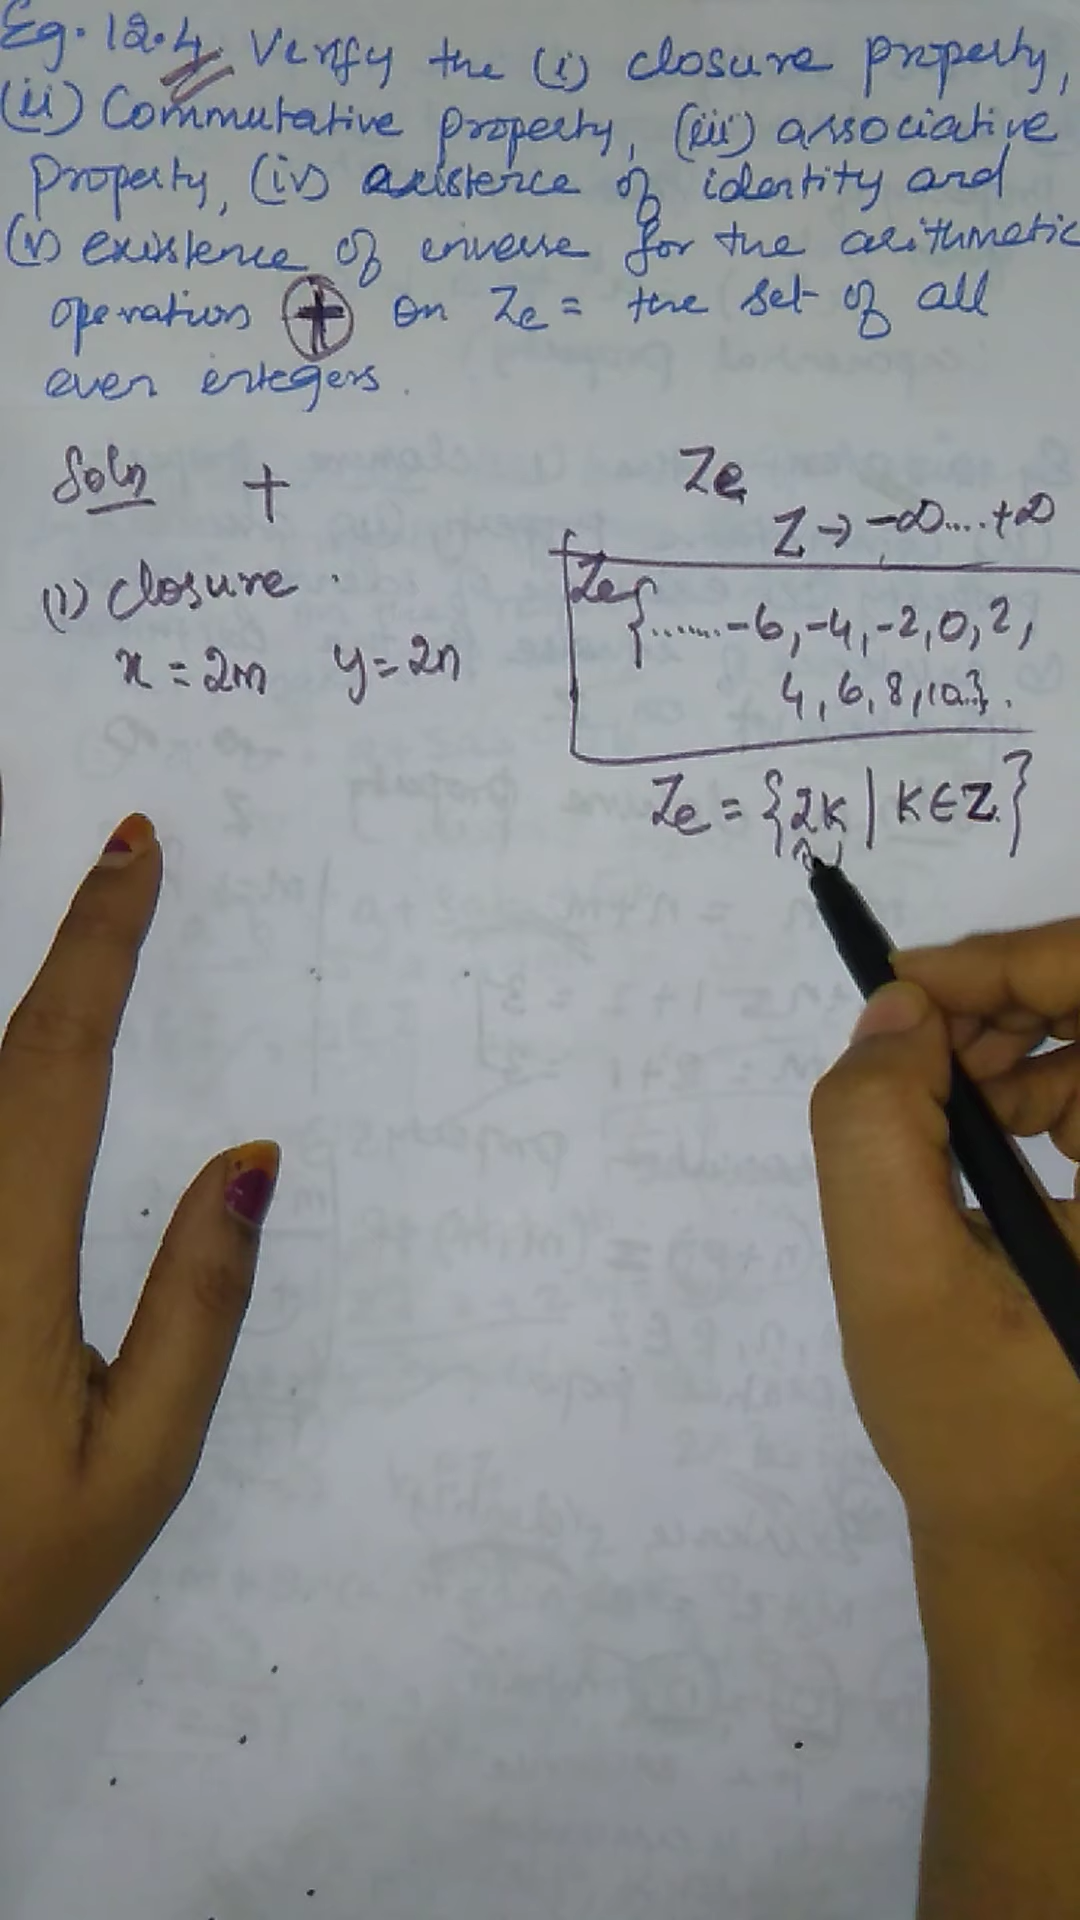 Eg. 12.4 Verify the (i) closure property,
(ii) Commutative property, (iii) associative
property, (iv) existence of identity and
(v) existence of inverse for the arithmetic
operation + on Ze = the set of all
even integers.
Soln +
Ze
Z → -∞....+∞
(i) closure :
x = 2m y = 2n
Ze
{.......-6, -4, -2, 0, 2,
4, 6, 8, 10..}.
Ze = {2k | k ∈ Z}